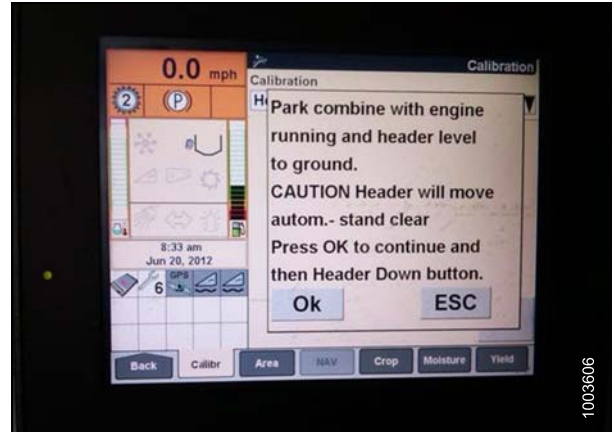 0.0 mph
Calibration
Calibration
2
(P)
He
Park combine with engine
running and header level
to ground.
CAUTION Header will move
autom.- stand clear
Press OK to continue and
then Header Down button.
Ok
ESC
8:33 am
Jun 20, 2012
6
GPS
Back
Calibr
Area
NAV
Crop
Moisture
Yield
1003606